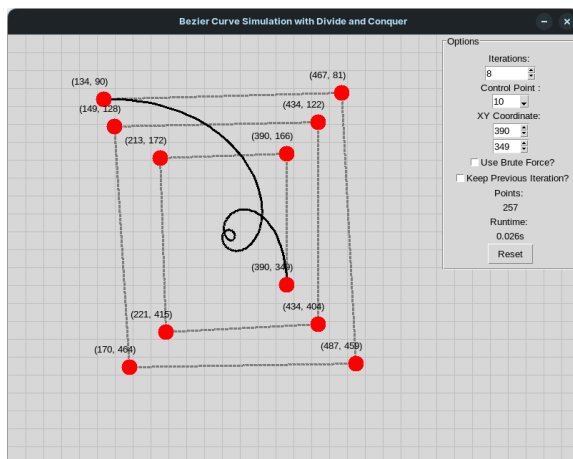 Bezier Curve Simulation with Divide and Conquer
Options
Iterations:
8
Control Point :
10
XY Coordinate:
390
349
Use Brute Force?
Keep Previous Iteration?
Points:
257
Runtime:
0.026s
Reset
(134, 90)
(467, 81)
(149, 128)
(434, 122)
(213, 172)
(390, 166)
(390, 349)
(434, 404)
(221, 415)
(170, 464)
(487, 459)